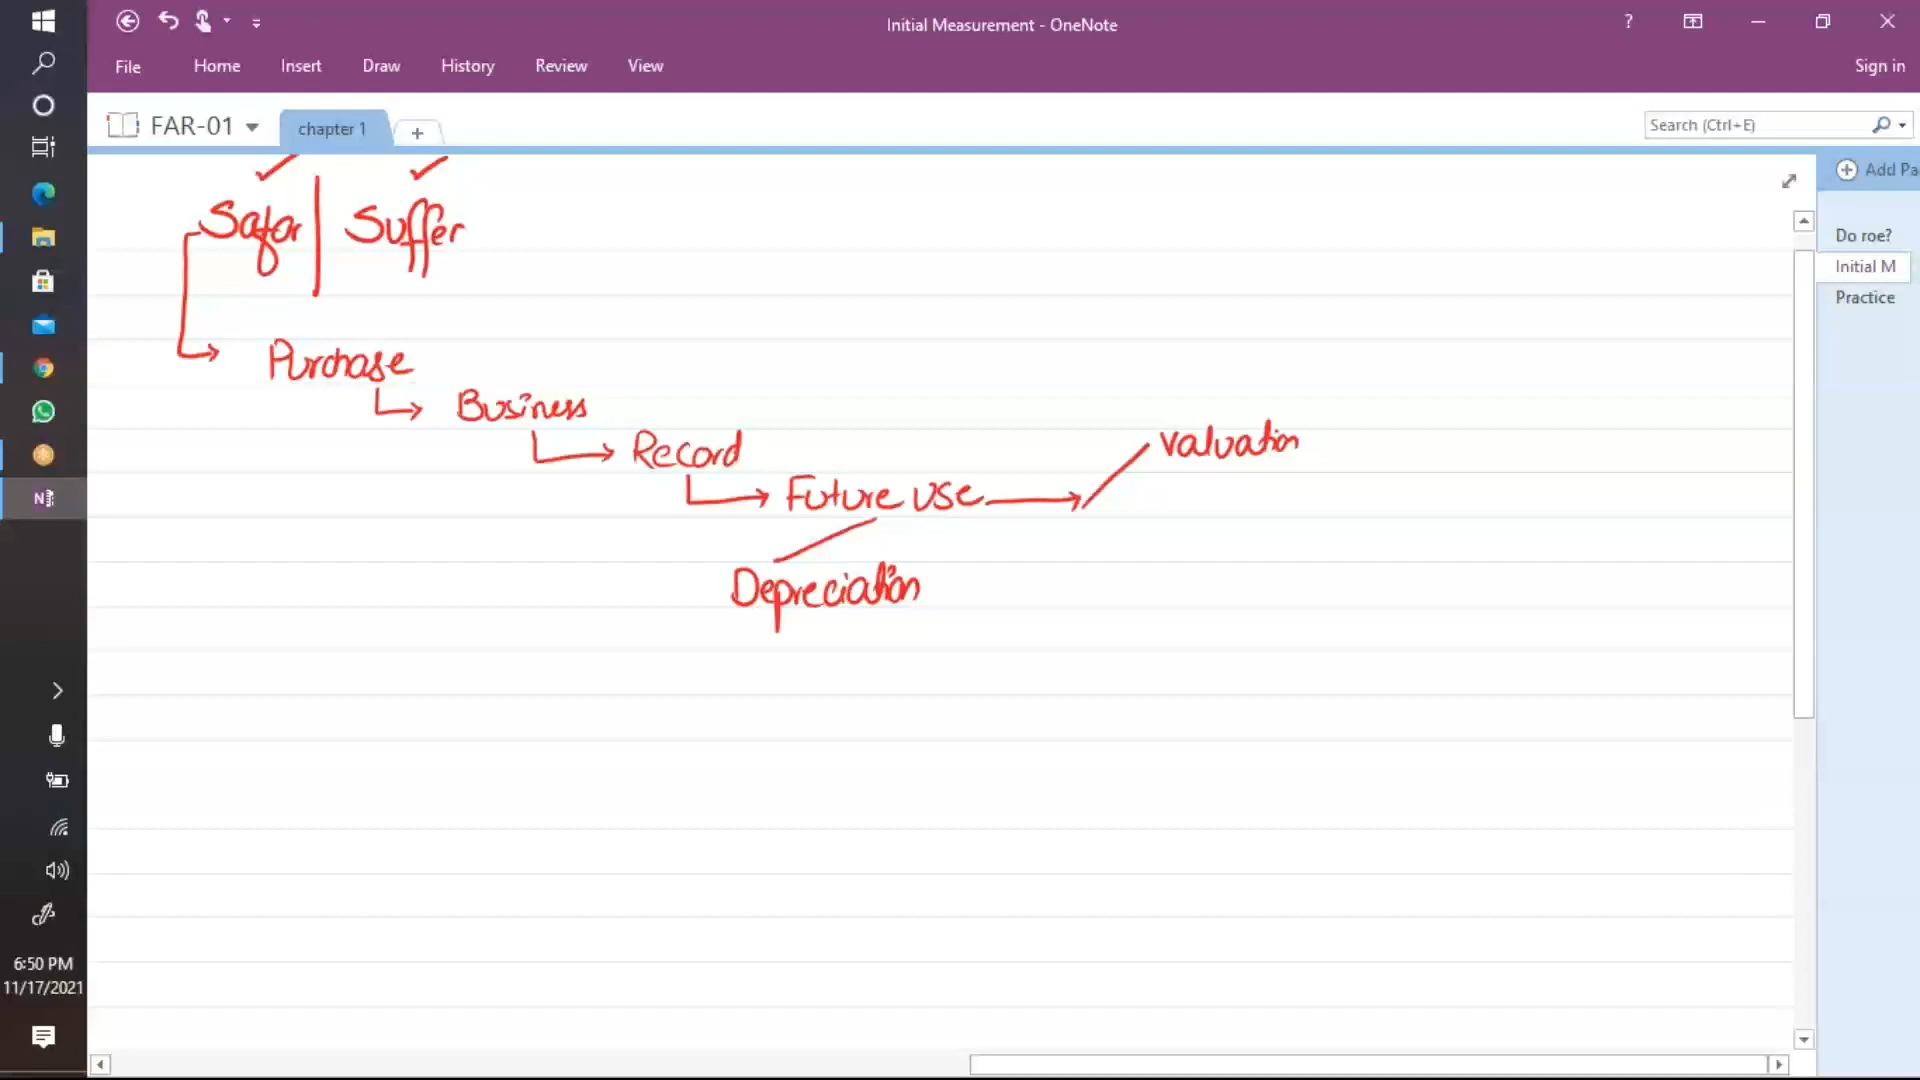 Initial Measurement - OneNote
?
File Home Insert Draw History Review View
Sign in
FAR-01 chapter 1 +
Search (Ctrl+E)
Add Pa
Do roe?
Initial M
Practice
Safar | Suffer
Purchase
Business
Record
valuation
Future use
Depreciation
6:50 PM
11/17/2021